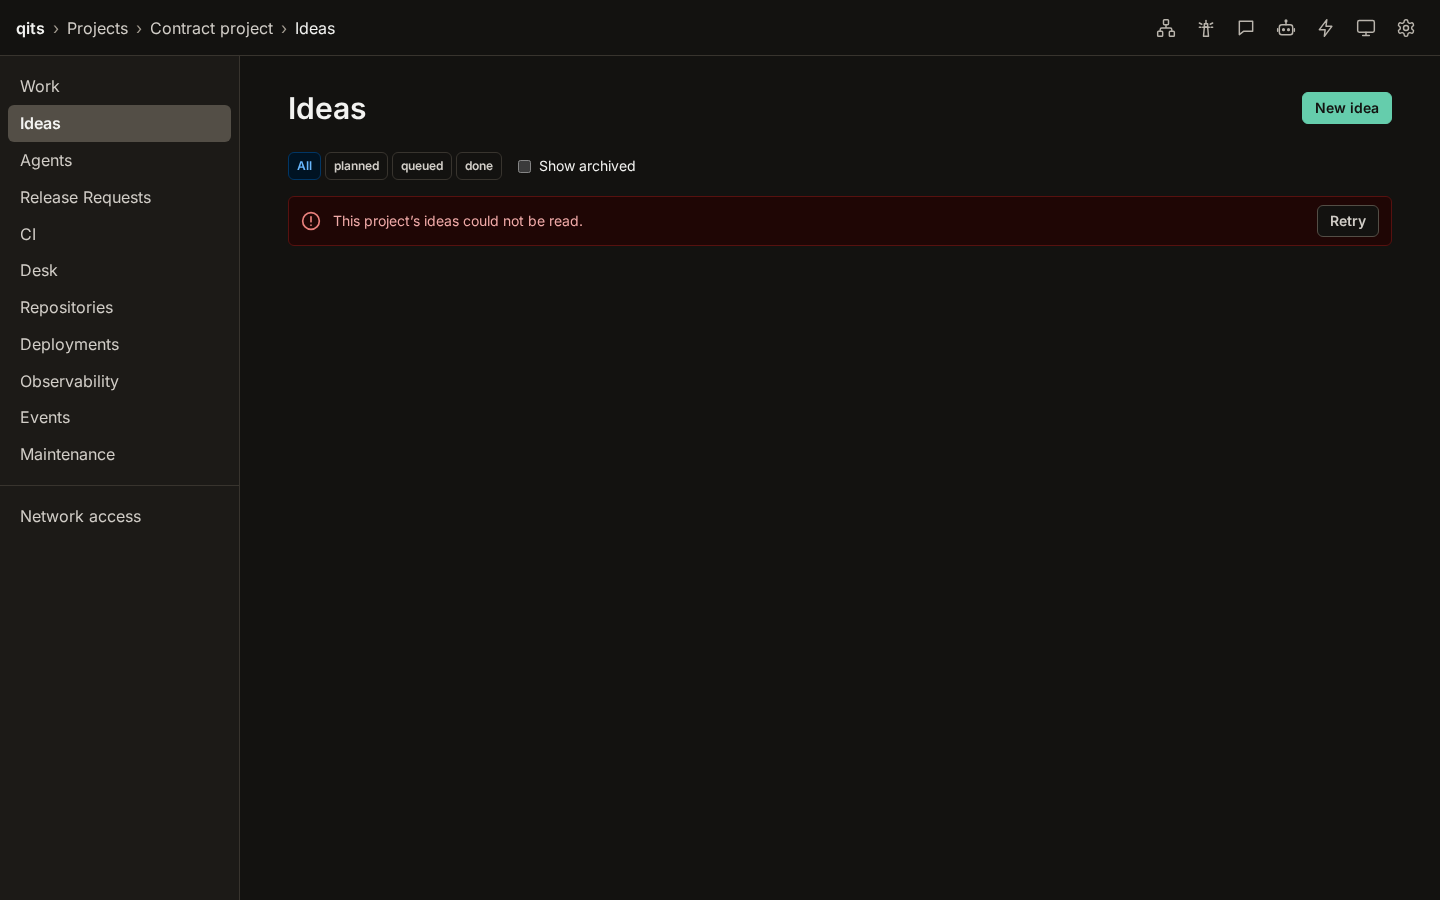 qits › Projects › Contract project › Ideas
Work
Ideas
Agents
Release Requests
CI
Desk
Repositories
Deployments
Observability
Events
Maintenance
Network access
Ideas
New idea
All planned queued done Show archived
This project’s ideas could not be read.
Retry